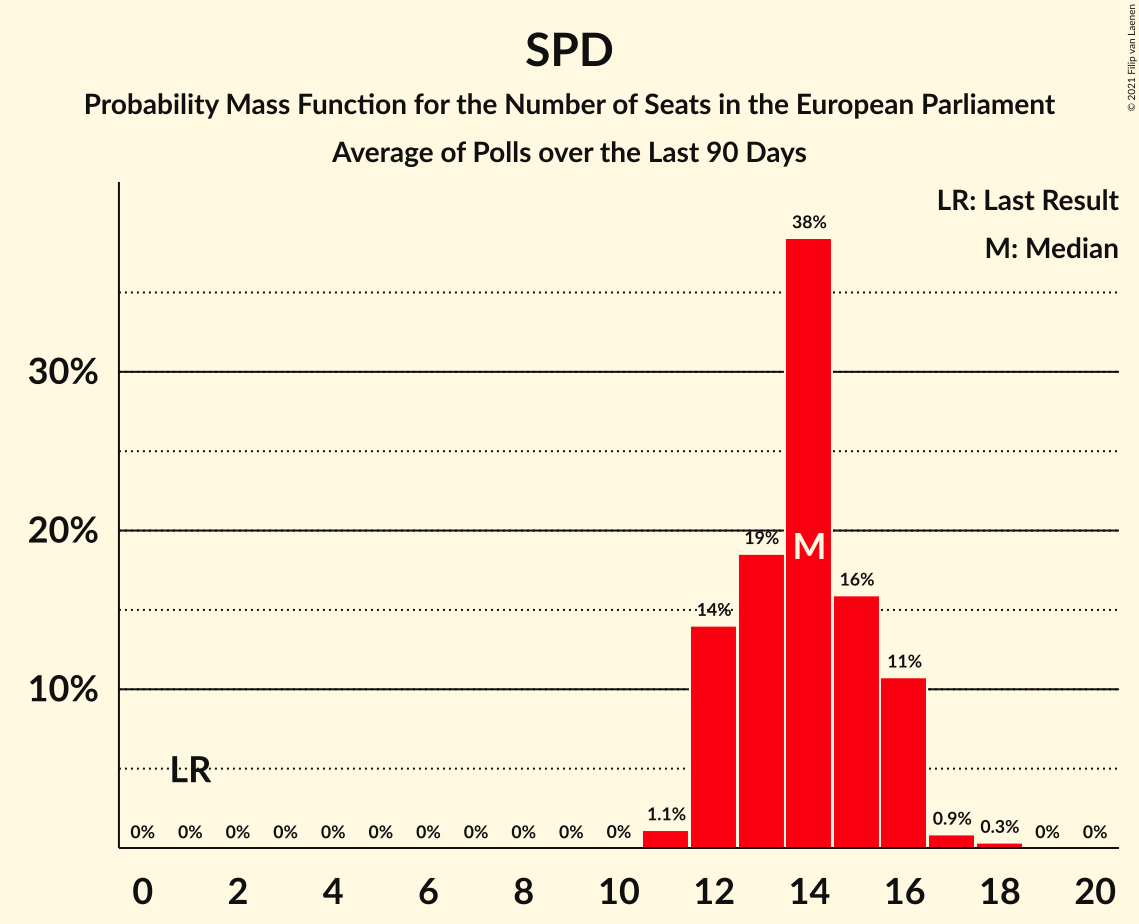 SPD
Probability Mass Function for the Number of Seats in the European Parliament
Average of Polls over the Last 90 Days
© 2021 Filip van Laenen
LR: Last Result
M: Median
38%
30%
20%
19%
M
16%
14%
11%
10%
LR
0% 0% 0% 0% 0% 0% 0% 0% 0% 0% 0% 1.1% 0.9% 0.3% 0% 0%
0 2 4 6 8 10 12 14 16 18 20